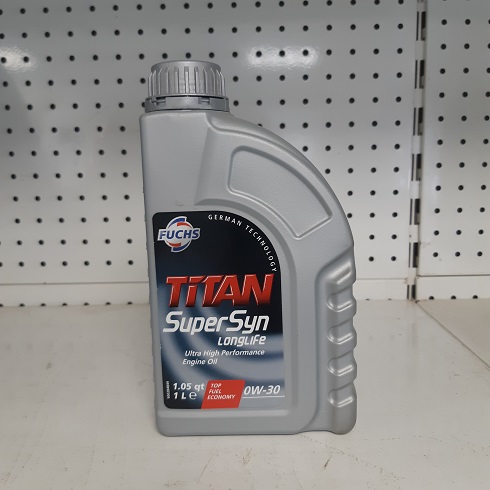 FUCHS
GERMAN TECHNOLOGY
TiTAN
SuperSyn
LONGLIFE
Ultra High Performance
Engine Oil
1.05 qt
1 L e
TOP
FUEL
ECONOMY
0W-30